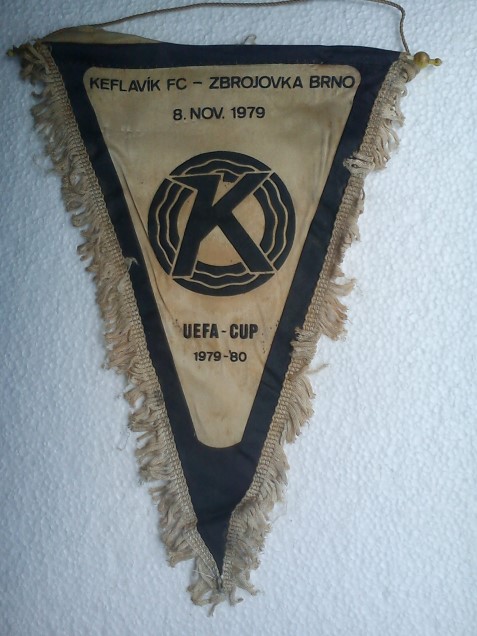 KEFLAVÍK FC – ZBROJOVKA BRNO
8. NOV. 1979
K
UEFA - CUP
1979-'80